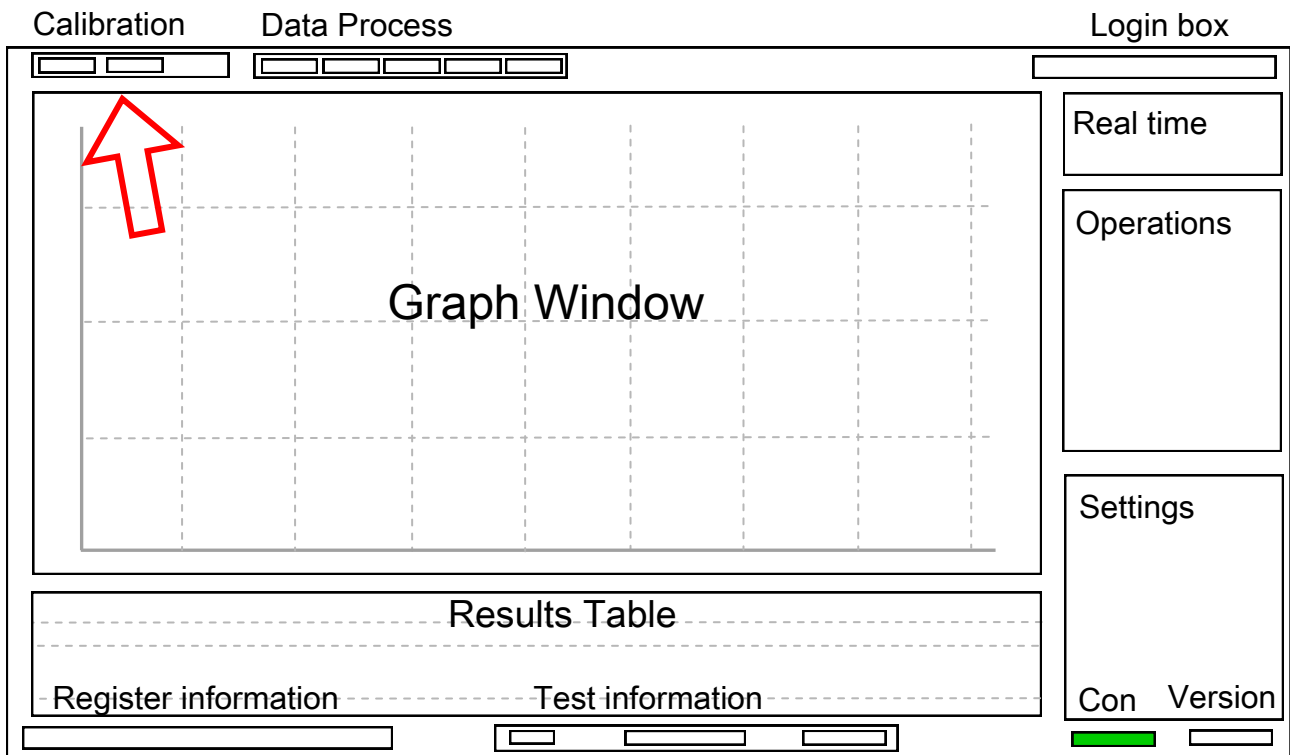 Calibration
Data Process
Login box
Real time
Operations
Graph Window
Settings
Results Table
Register information
Test information
Con
Version